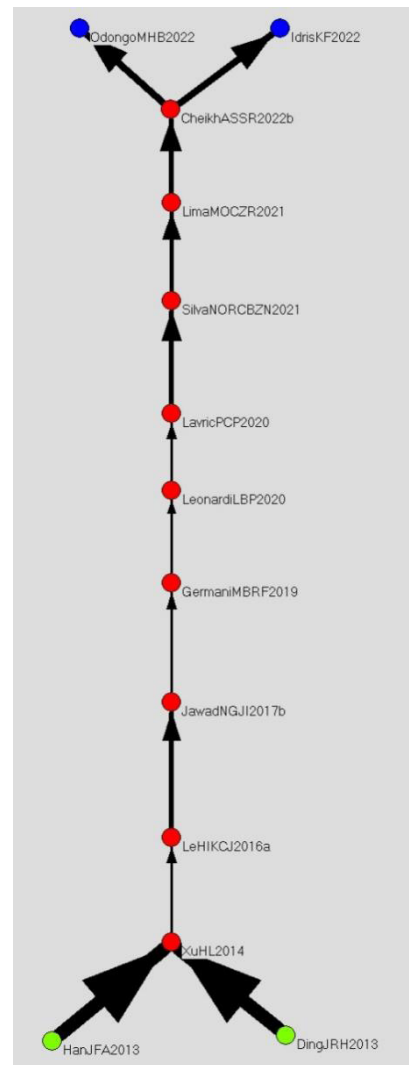 OdongoMHB2022
IdrisKF2022
CheikhASSR2022b
LimaMOCZR2021
SilvaNORCBZN2021
LavricPCP2020
LeonardiLBP2020
GermaniMBRF2019
JawadNGJI2017b
LeHIKCJ2016a
XuHL2014
HanJFA2013
DingJRH2013